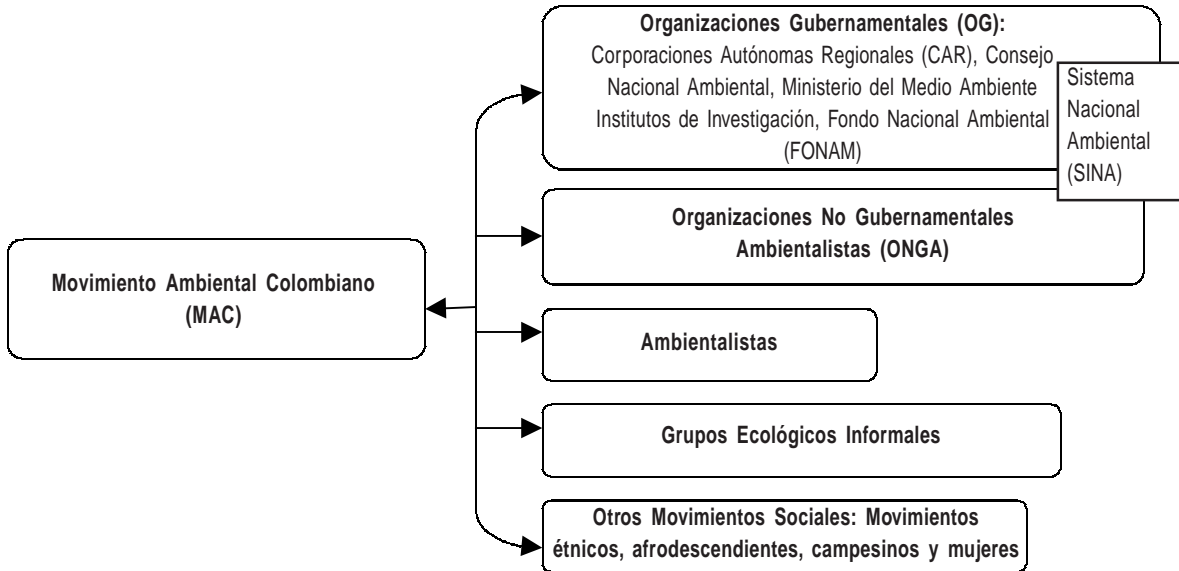 Organizaciones Gubernamentales (OG):
Corporaciones Autónomas Regionales (CAR), Consejo
Nacional Ambiental, Ministerio del Medio Ambiente
Institutos de Investigación, Fondo Nacional Ambiental
(FONAM)
Sistema
Nacional
Ambiental
(SINA)
Organizaciones No Gubernamentales
Ambientalistas (ONGA)
Movimiento Ambiental Colombiano
(MAC)
Ambientalistas
Grupos Ecológicos Informales
Otros Movimientos Sociales: Movimientos
étnicos, afrodescendientes, campesinos y mujeres